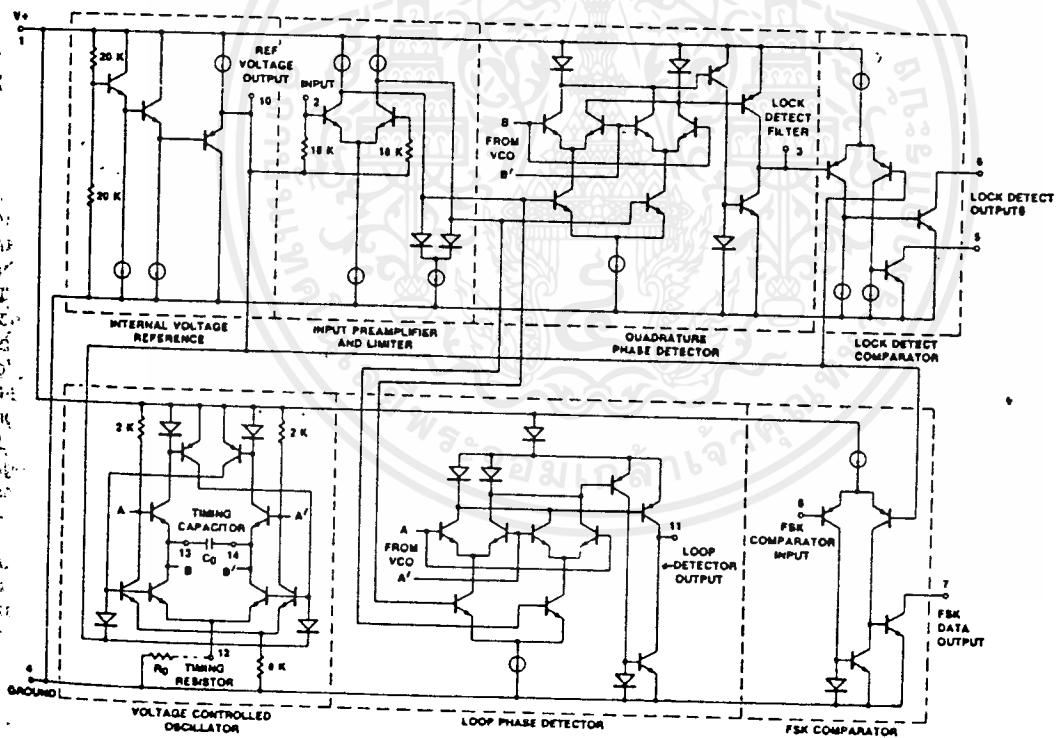 V+
1
20 K
REF
VOLTAGE
OUTPUT
10
INPUT
2
18 K
18 K
20 K
B
FROM
VCO
B'
LOCK
DETECT
FILTER
3
6
LOCK DETECT
OUTPUTS
5
INTERNAL VOLTAGE
REFERENCE
INPUT PREAMPLIFIER
AND LIMITER
QUADRATURE
PHASE DETECTOR
LOCK DETECT
COMPARATOR
2 K
2 K
A
A'
TIMING
CAPACITOR
13
C0
14
B
B'
12
R0
TIMING
RESISTOR
8 K
4
GROUND
VOLTAGE CONTROLLED
OSCILLATOR
A
FROM
VCO
A'
11
LOOP
DETECTOR
OUTPUT
LOOP PHASE DETECTOR
FSK
COMPARATOR
INPUT
7
FSK
DATA
OUTPUT
FSK COMPARATOR